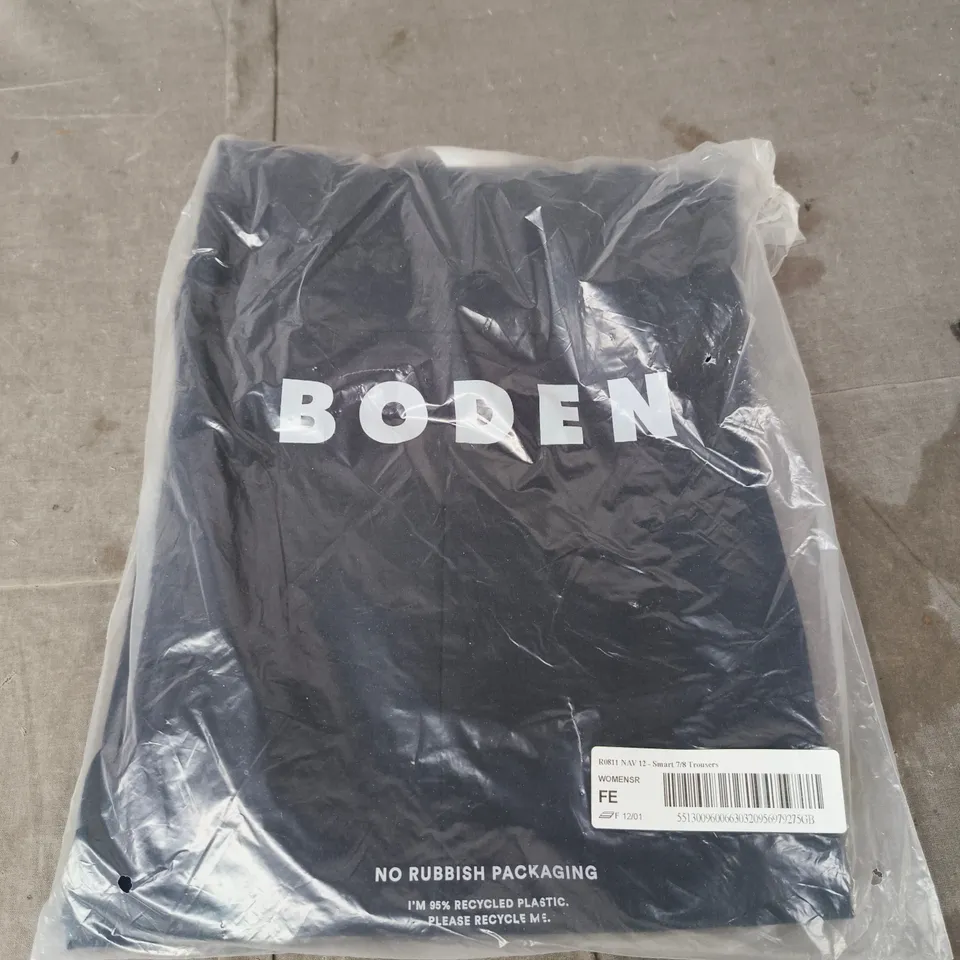 BODEN
R0811 NAV 12 - Smart 7/8 Trousers
WOMENSR
FE
F 12/01
55130096006630320956979275GB
NO RUBBISH PACKAGING
I'M 95% RECYCLED PLASTIC.
PLEASE RECYCLE ME.